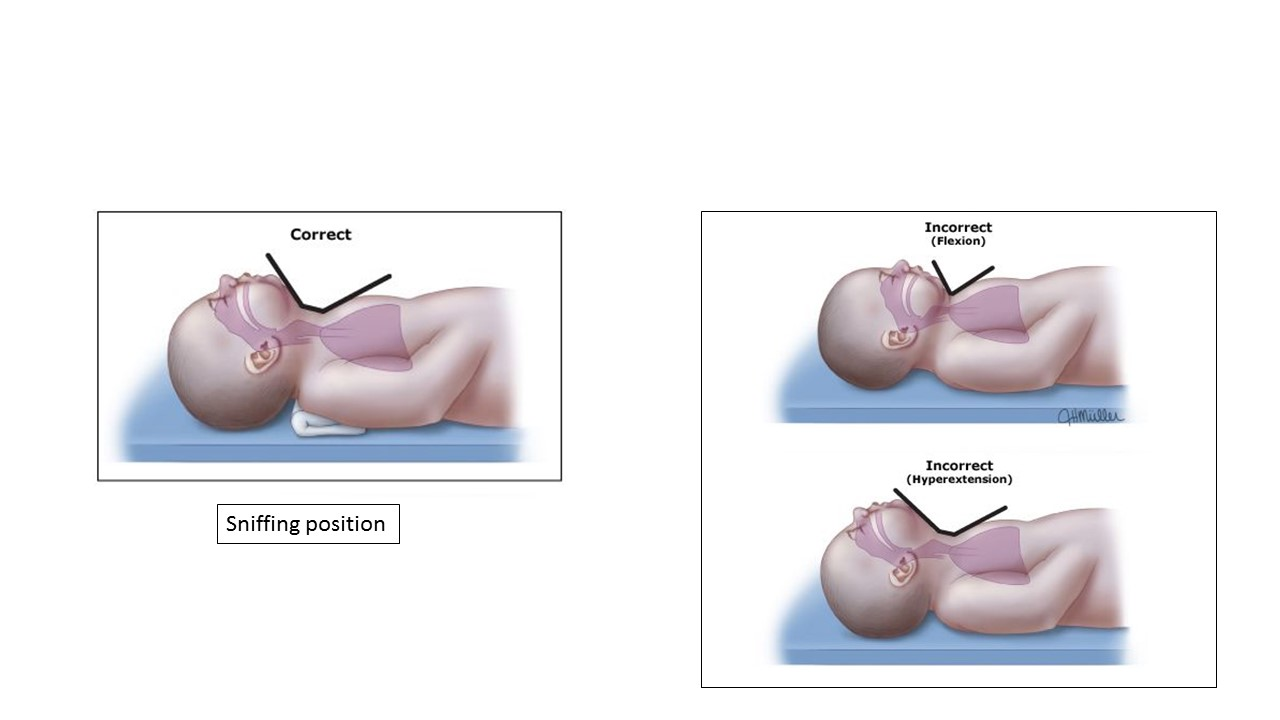 Correct
Sniffing position
Incorrect
(Flexion)
Incorrect
(Hyperextension)